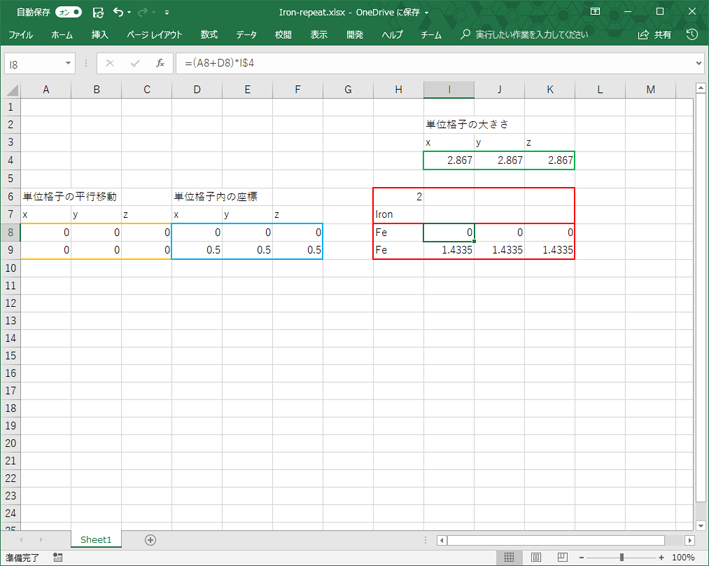 自動保存 オン Iron-repeat.xlsx - OneDrive に保存
ファイル ホーム 挿入 ページ レイアウト 数式 データ 校閲 表示 開発 ヘルプ チーム 実行したい作業を入力してください 共有
I8 fx =(A8+D8)*I$4
A B C D E F G H I J K L M
1
2 単位格子の大きさ
3 x y z
4 2.867 2.867 2.867
5
6 単位格子の平行移動 単位格子内の座標 2
7 x y z x y z Iron
8 0 0 0 0 0 0 Fe 0 0 0
9 0 0 0 0.5 0.5 0.5 Fe 1.4335 1.4335 1.4335
10
11
12
13
14
15
16
17
18
19
20
21
22
23
24
25
Sheet1
準備完了 100%